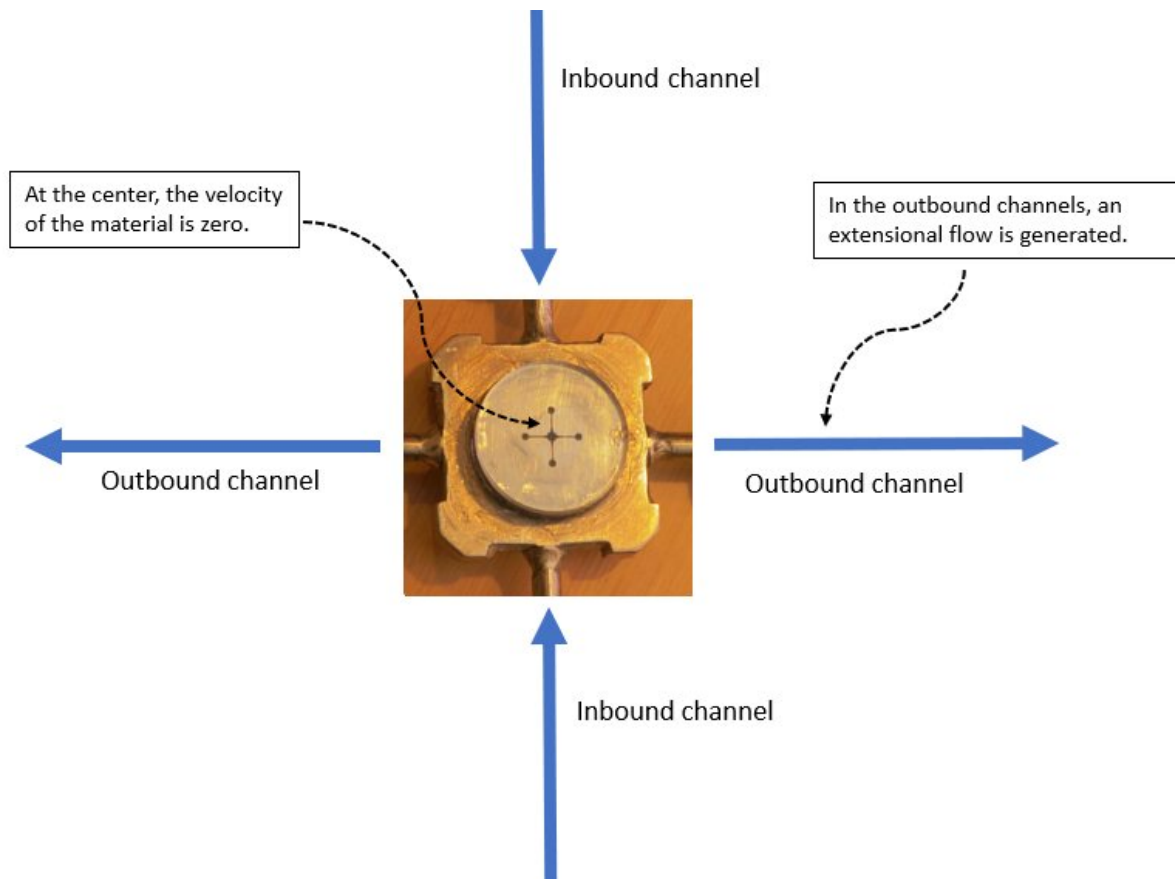 Inbound channel
At the center, the velocity
of the material is zero.
In the outbound channels, an
extensional flow is generated.
Outbound channel
Outbound channel
Inbound channel